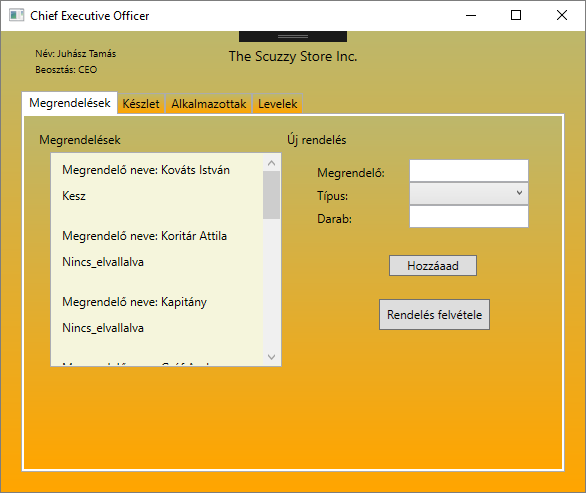 Chief Executive Officer
Név: Juhász Tamás
Beosztás: CEO
The Scuzzy Store Inc.
Megrendelések
Készlet
Alkalmazottak
Levelek
Megrendelések
Megrendelő neve: Kováts István
Kesz
Megrendelő neve: Koritár Attila
Nincs_elvallalva
Megrendelő neve: Kapitány
Nincs_elvallalva
Új rendelés
Megrendelő:
Típus:
Darab:
Hozzáaad
Rendelés felvétele